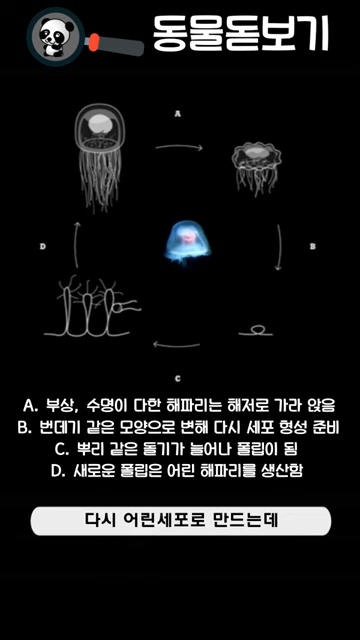 동물돋보기
A
B
D
C
A. 부상, 수명이 다한 해파리는 해저로 가라 앉음
B. 번데기 같은 모양으로 변해 다시 세포 형성 준비
C. 뿌리 같은 돌기가 늘어나 폴립이 됨
D. 새로운 폴립은 어린 해파리를 생산함
다시 어린세포로 만드는데